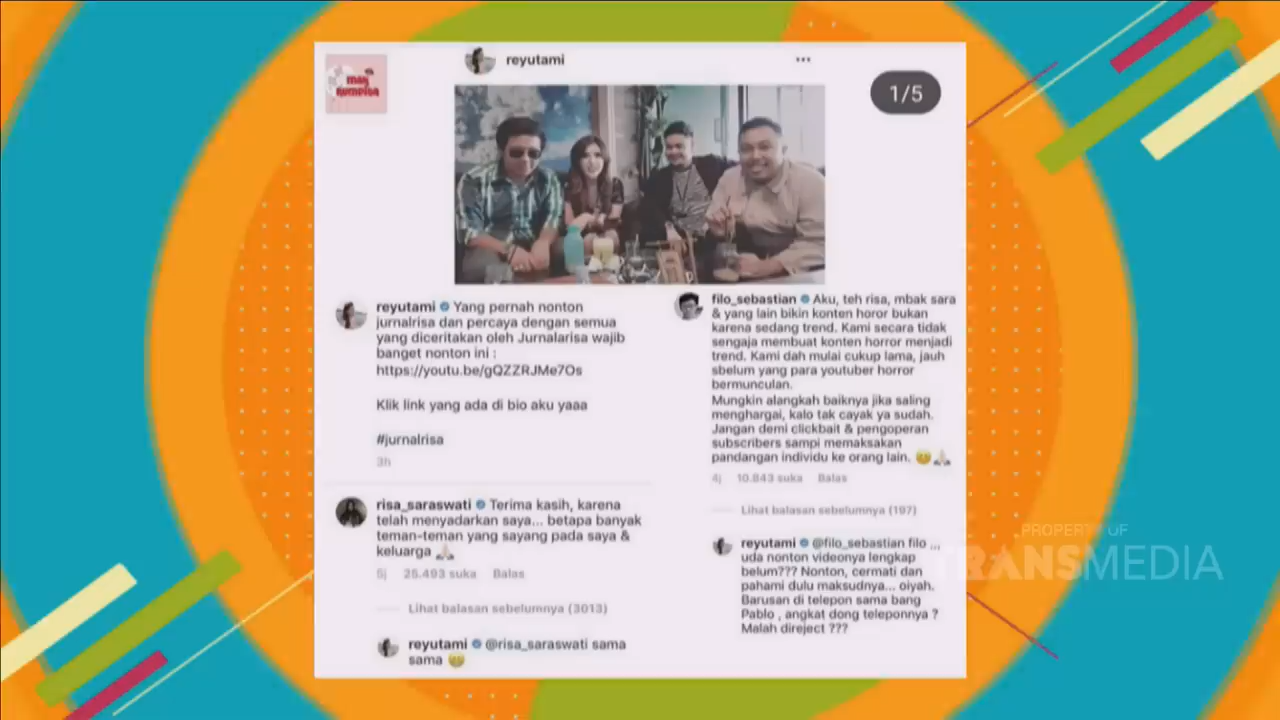 reyutami
1/5
reyutami Yang pernah nonton
jurnalrisa dan percaya dengan semua
yang diceritakan oleh Jurnalarisa wajib
banget nonton ini :
https://youtu.be/gQZZRJMe7Os
Klik link yang ada di bio aku yaaa
#jurnalrisa
3h
risa_saraswati Terima kasih, karena
telah menyadarkan saya... betapa banyak
teman-teman yang sayang pada saya &
keluarga 🙏🏻
5j 25.493 suka Balas
Lihat balasan sebelumnya (3013)
reyutami @risa_saraswati sama
sama 😊
filo_sebastian Aku, teh risa, mbak sara
& yang lain bikin konten horor bukan
karena sedang trend. Kami secara tidak
sengaja membuat konten horror menjadi
trend. Kami dah mulai cukup lama, jauh
sbelum yang para youtuber horror
bermunculan.
Mungkin alangkah baiknya jika saling
menghargai, kalo tak cayak ya sudah.
Jangan demi clickbait & pengoperan
subscribers sampi memaksakan
pandangan individu ke orang lain. 😊🙏🏻
4j 10.843 suka Balas
Lihat balasan sebelumnya (197)
reyutami @filo_sebastian filo ...
uda nonton videonya lengkap
belum??? Nonton, cermati dan
pahami dulu maksudnya... oiyah.
Barusan di telepon sama bang
Pablo , angkat dong teleponnya ?
Malah direject ???
PROPERTY OF
TRANSMEDIA